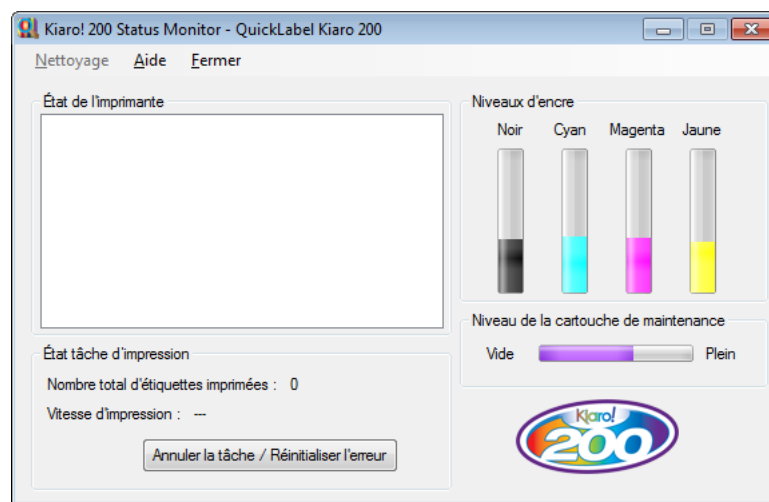 Kiaro! 200 Status Monitor - QuickLabel Kiaro 200
Nettoyage Aide Fermer
État de l'imprimante
Niveaux d'encre
Noir Cyan Magenta Jaune
Niveau de la cartouche de maintenance
Vide Plein
État tâche d'impression
Nombre total d'étiquettes imprimées : 0
Vitesse d'impression : ---
Annuler la tâche / Réinitialiser l'erreur
Kiaro!
200